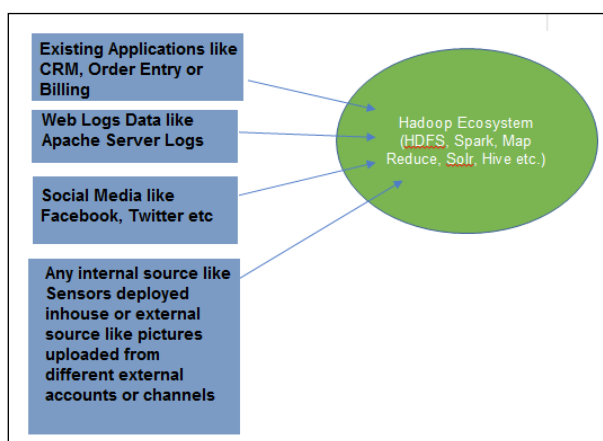 Existing Applications like
CRM, Order Entry or
Billing
Web Logs Data like
Apache Server Logs
Social Media like
Facebook, Twitter etc
Any internal source like
Sensors deployed
inhouse or external
source like pictures
uploaded from
different external
accounts or channels
Hadoop Ecosystem
(HDFS, Spark, Map
Reduce, Solr, Hive etc.)